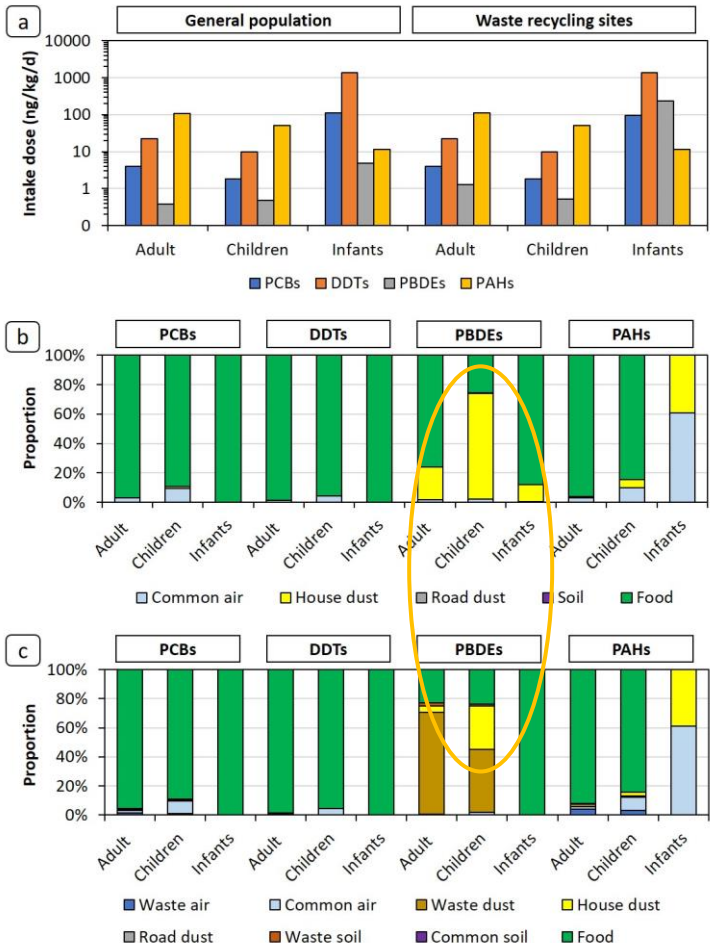 a
General population
Waste recycling sites
Intake dose (ng/kg/d)
10000
1000
100
10
1
0
Adult Children Infants Adult Children Infants
PCBs DDTs PBDEs PAHs
b
PCBs DDTs PBDEs PAHs
Proportion
100%
80%
60%
40%
20%
0%
Adult Children Infants Adult Children Infants Adult Children Infants Adult Children Infants
Common air House dust Road dust Soil Food
c
PCBs DDTs PBDEs PAHs
Proportion
100%
80%
60%
40%
20%
0%
Adult Children Infants Adult Children Infants Adult Children Infants Adult Children Infants
Waste air Common air Waste dust House dust
Road dust Waste soil Common soil Food